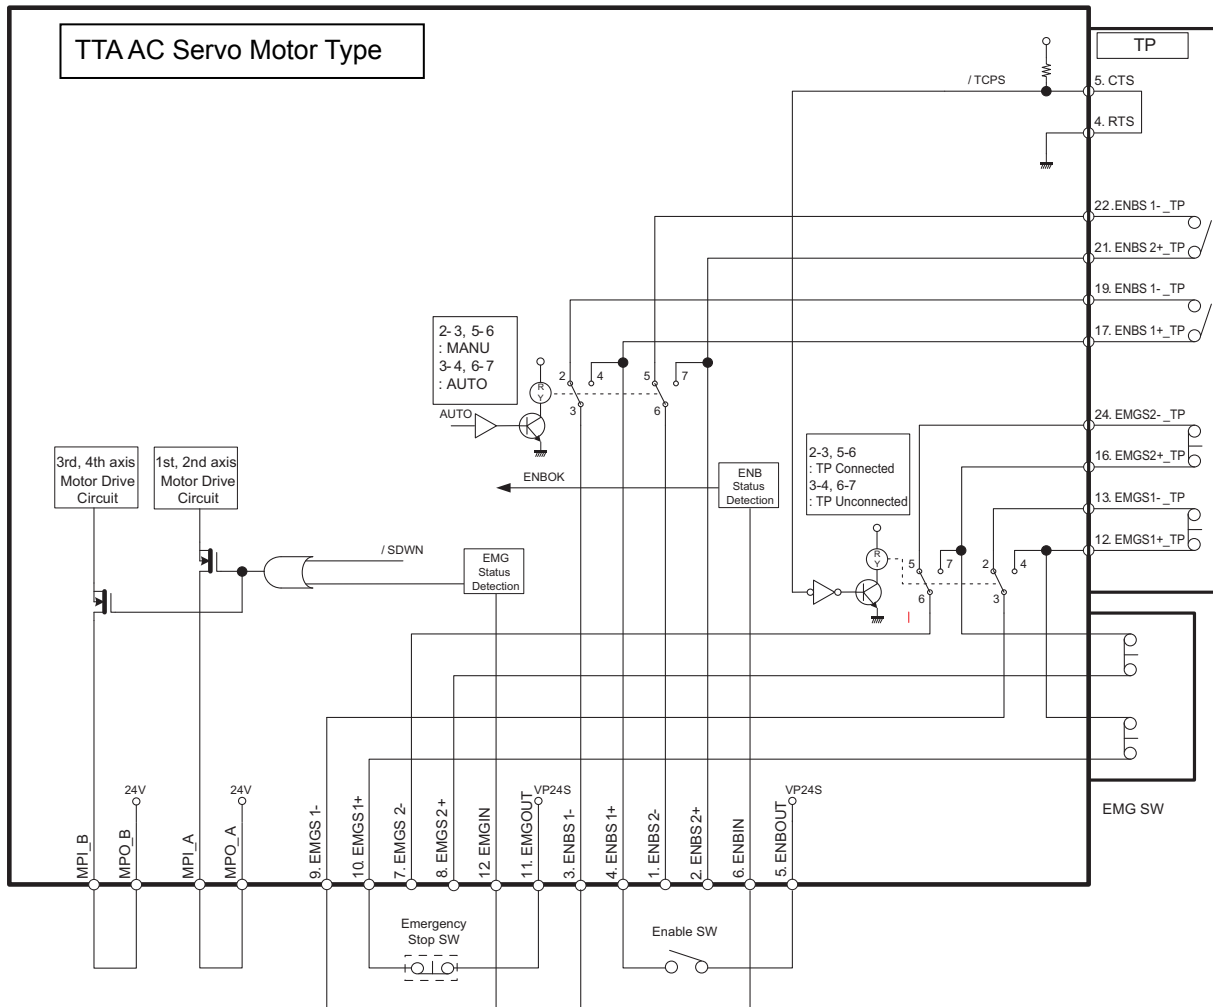 TTA AC Servo Motor Type
TP
/ TCPS
5. CTS
4. RTS
22.ENBS 1-_TP
21. ENBS 2+_TP
19. ENBS 1-_TP
17. ENBS 1+_TP
2-3, 5-6
: MANU
3-4, 6-7
: AUTO
R
Y
2
4
3
5
7
6
AUTO
24. EMGS2-_TP
16. EMGS2+_TP
13. EMGS1-_TP
12. EMGS1+_TP
2-3, 5-6
: TP Connected
3-4, 6-7
: TP Unconnected
3rd, 4th axis
Motor Drive
Circuit
1st, 2nd axis
Motor Drive
Circuit
ENBOK
ENB
Status
Detection
/ SDWN
EMG
Status
Detection
R
Y
5
7
6
2
4
3
EMG SW
24V
24V
VP24S
VP24S
MPI_B
MPO_B
MPI_A
MPO_A
9. EMGS 1-
10. EMGS1+
7. EMGS 2-
8. EMGS2+
12. EMGIN
11. EMGOUT
3. ENBS1-
4. ENBS1+
1. ENBS2-
2. ENBS2+
6. ENBIN
5. ENBOUT
Emergency
Stop SW
Enable SW